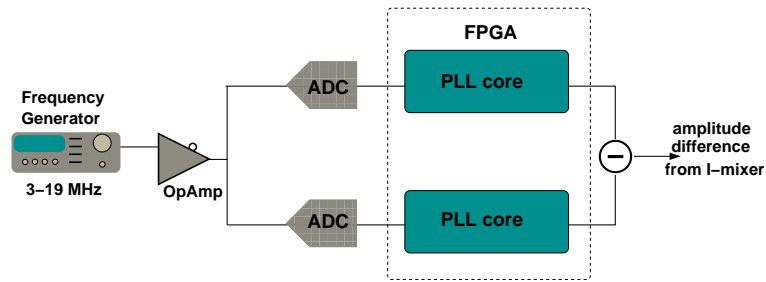 FPGA
Frequency
Generator
3–19 MHz
OpAmp
ADC
PLL core
ADC
PLL core
–
amplitude
difference
from I–mixer